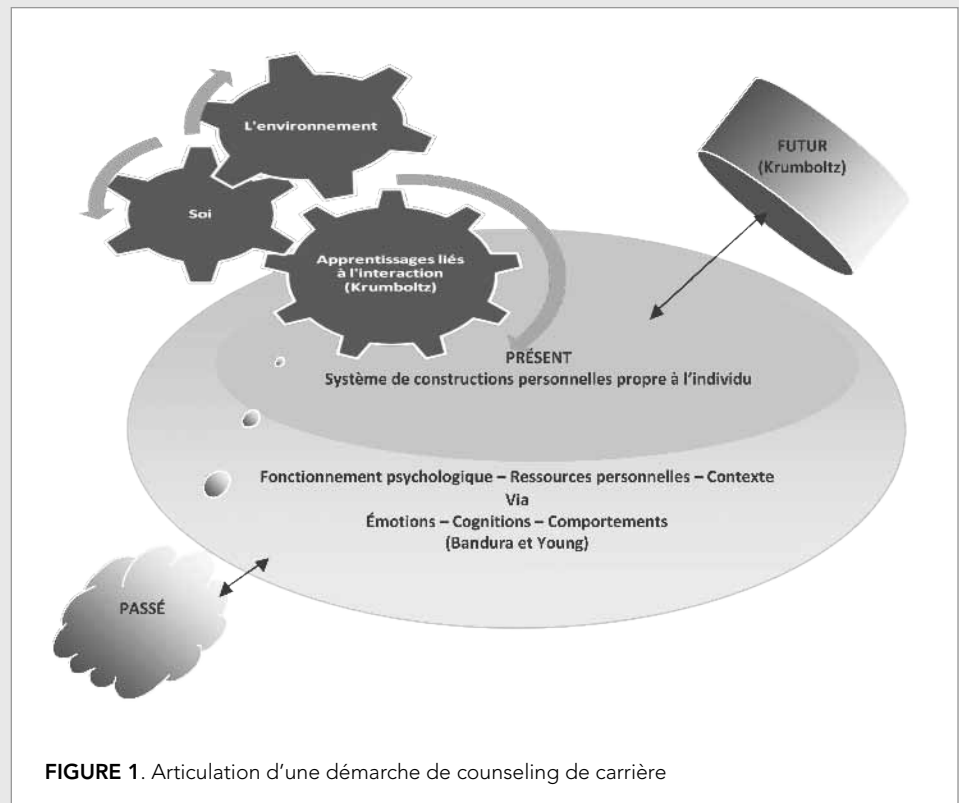 L'environnement
Soi
Apprentissages liés
à l'interaction
(Krumboltz)
FUTUR
(Krumboltz)
PRÉSENT
Système de constructions personnelles propre à l'individu
Fonctionnement psychologique – Ressources personnelles – Contexte
Via
Émotions – Cognitions – Comportements
(Bandura et Young)
PASSÉ
FIGURE 1. Articulation d'une démarche de counseling de carrière